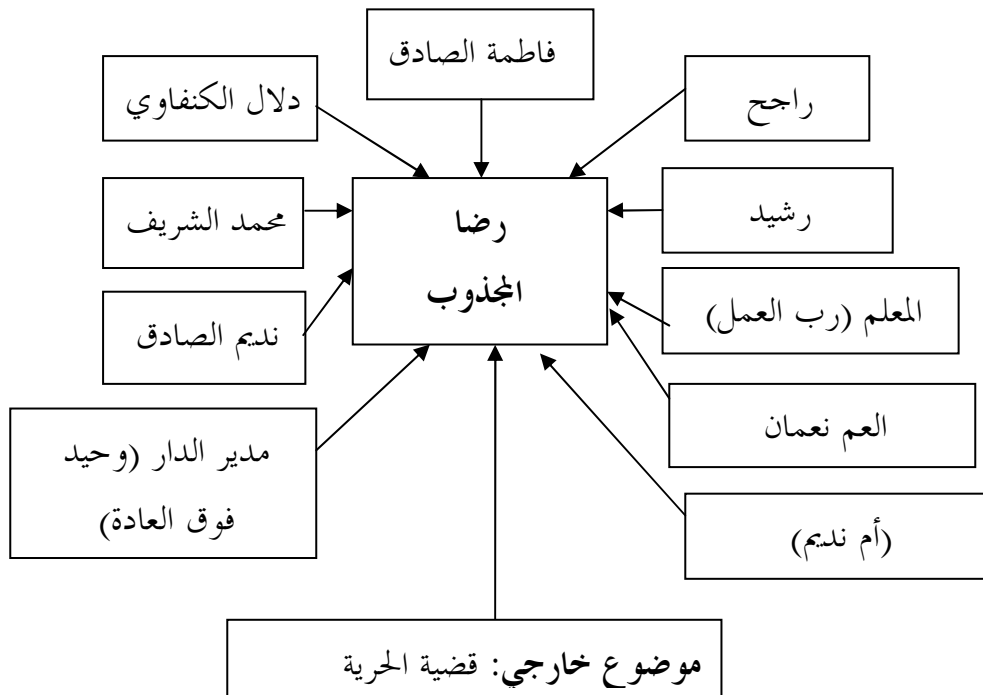 فاطمة الصادق
راجح
دلال الكنفاوي
رشيد
رضا
المجذوب
محمد الشريف
المعلم (رب العمل)
نديم الصادق
العم نعمان
مدير الدار (وحيد
فوق العادة)
(أم نديم)
موضوع خارجي: قضية الحرية